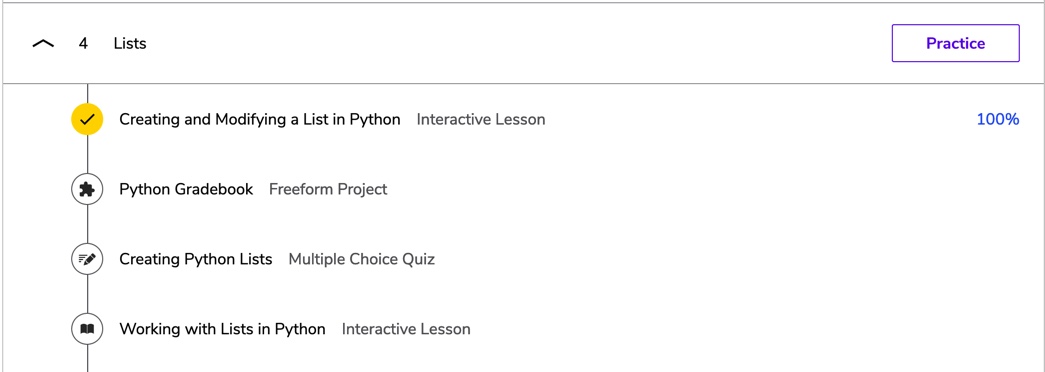 4 Lists Practice
Creating and Modifying a List in Python Interactive Lesson 100%
Python Gradebook Freeform Project
Creating Python Lists Multiple Choice Quiz
Working with Lists in Python Interactive Lesson